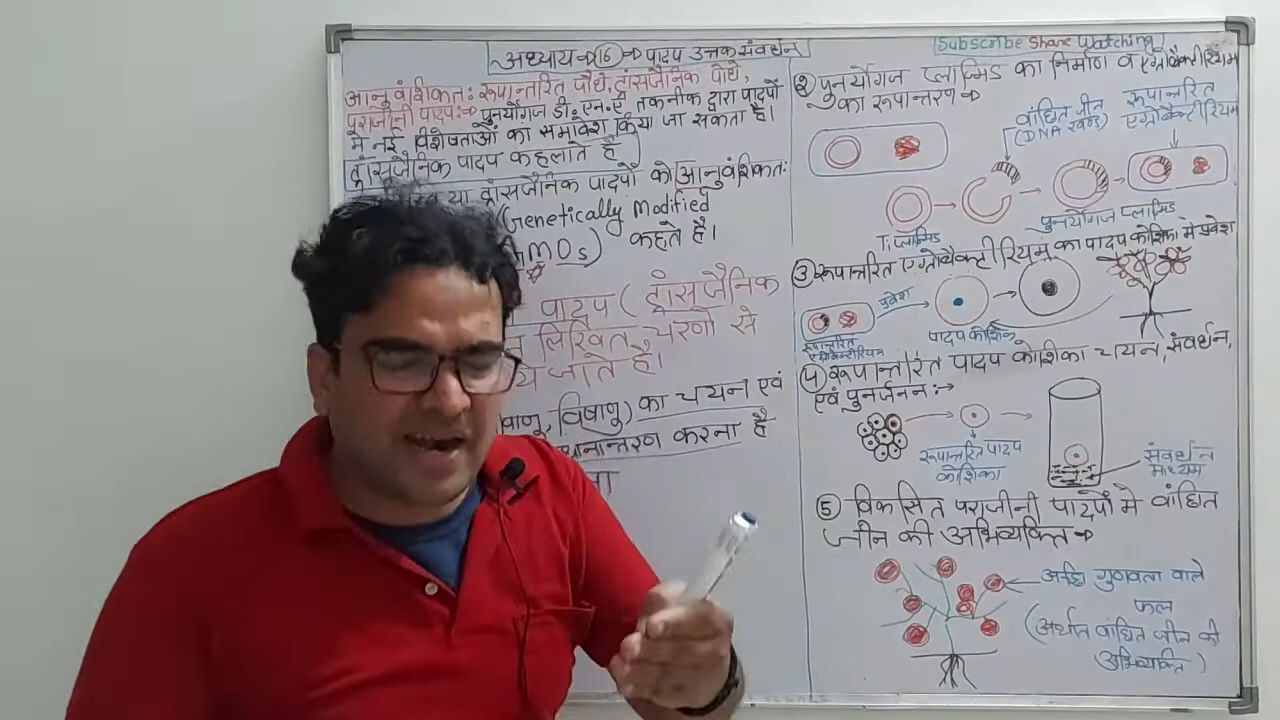 अध्याय 16 ⇒ पादप उत्तक संवर्धन
Subscribe Share Watching
आनुवंशिकतः रूपान्तरित पौधे, ट्रांसजैनिक पौधे,
पराजीनी पादप:⇒ पुनर्योगज डी. एन. ए. तकनीक द्वारा पादपों
मे नई विशेषताओं का समावेश किया जा सकता है।
ट्रांसजैनिक पादप कहलाते है
या ट्रांसजैनिक पादपों को आनुवंशिकतः
(Genetically Modified
GMOs) कहते है।
पादप (ट्रांसजैनिक
लिखित चरणों से
जाते है।
विषाणु) का चयन एवं
करना है
② पुनर्योगज प्लाज्मिड का निर्माण व एग्रोबैक्टीरियम
का रूपान्तरण ⇒
वांछित जीन
(DNA खण्ड)
रूपान्तरित
एग्रोबैक्टीरियम
Ti प्लाज्मिड
पुनर्योगज प्लाज्मिड
③ रूपान्तरित एग्रोबैक्टीरियम का पादप कोशिका मे प्रवेश
प्रवेश
रूपान्तरित
एग्रोबैक्टीरियम
पादप कोशिका
④ रूपान्तरित पादप कोशिका चयन, संवर्धन,
एवं पुनर्जनन :→
रूपान्तरित पादप
कोशिका
संवर्धन
माध्यम
⑤ विकसित पराजीनी पादपों मे वांछित
जीन की अभिव्यक्ति ⇒
अच्छी गुणवता वाले
फल
(अर्थात वांछित जीन की
अभिव्यक्ति)